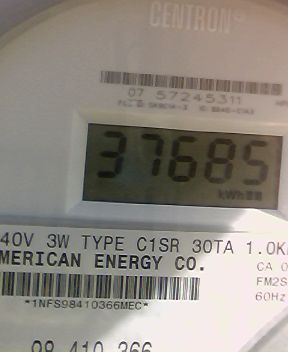 CENTRON
07 57245311
37685
kWh
40V 3W TYPE C1SR 30TA 1.0K
MERICAN ENERGY CO.
CA 0
FM2S
60Hz
*1NFS98410366MEC*
98 410 366